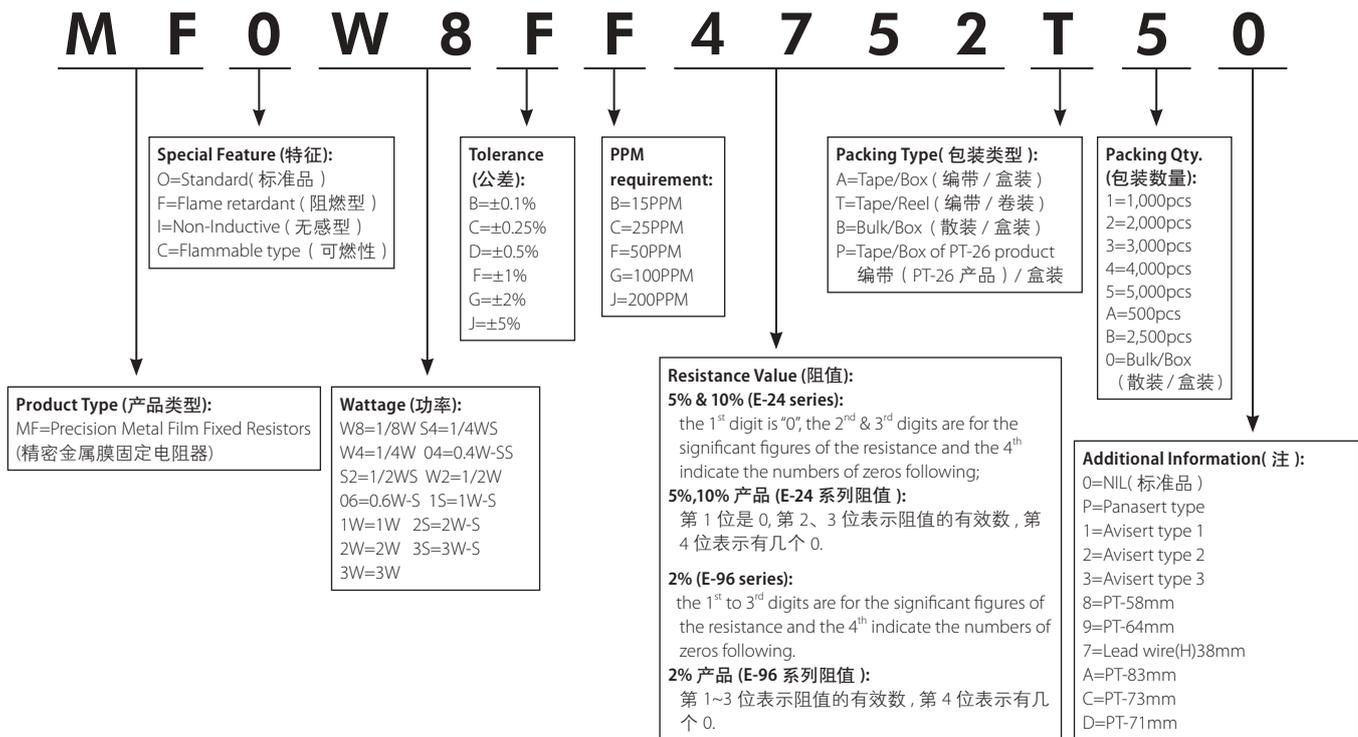 M F 0 W 8 F F 4 7 5 2 T 5 0
Special Feature (特征):
O=Standard( 标准品 )
F=Flame retardant ( 阻燃型 )
I=Non-Inductive ( 无感型 )
C=Flammable type ( 可燃性 )
Tolerance
(公差):
B=±0.1%
C=±0.25%
D=±0.5%
F=±1%
G=±2%
J=±5%
PPM
requirement:
B=15PPM
C=25PPM
F=50PPM
G=100PPM
J=200PPM
Packing Type( 包装类型 ):
A=Tape/Box ( 编带 / 盒装 )
T=Tape/Reel ( 编带 / 卷装 )
B=Bulk/Box ( 散装 / 盒装 )
P=Tape/Box of PT-26 product
编带 ( PT-26 产品 ) / 盒装
Packing Qty.
(包装数量):
1=1,000pcs
2=2,000pcs
3=3,000pcs
4=4,000pcs
5=5,000pcs
A=500pcs
B=2,500pcs
0=Bulk/Box
( 散装 / 盒装 )
Product Type (产品类型):
MF=Precision Metal Film Fixed Resistors
(精密金属膜固定电阻器)
Wattage (功率):
W8=1/8W S4=1/4WS
W4=1/4W 04=0.4W-SS
S2=1/2WS W2=1/2W
06=0.6W-S 1S=1W-S
1W=1W 2S=2W-S
2W=2W 3S=3W-S
3W=3W
Resistance Value (阻值):
5% & 10% (E-24 series):
the 1st digit is “0”, the 2nd & 3rd digits are for the
significant figures of the resistance and the 4th
indicate the numbers of zeros following;
5%,10% 产品 (E-24 系列阻值 ):
第 1 位是 0, 第 2、3 位表示阻值的有效数 , 第
4 位表示有几个 0.
2% (E-96 series):
the 1st to 3rd digits are for the significant figures of
the resistance and the 4th indicate the numbers of
zeros following.
2% 产品 (E-96 系列阻值 ):
第 1~3 位表示阻值的有效数 , 第 4 位表示有几
个 0.
Additional Information( 注 ):
0=NIL( 标准品 )
P=Panasert type
1=Avisert type 1
2=Avisert type 2
3=Avisert type 3
8=PT-58mm
9=PT-64mm
7=Lead wire(H)38mm
A=PT-83mm
C=PT-73mm
D=PT-71mm